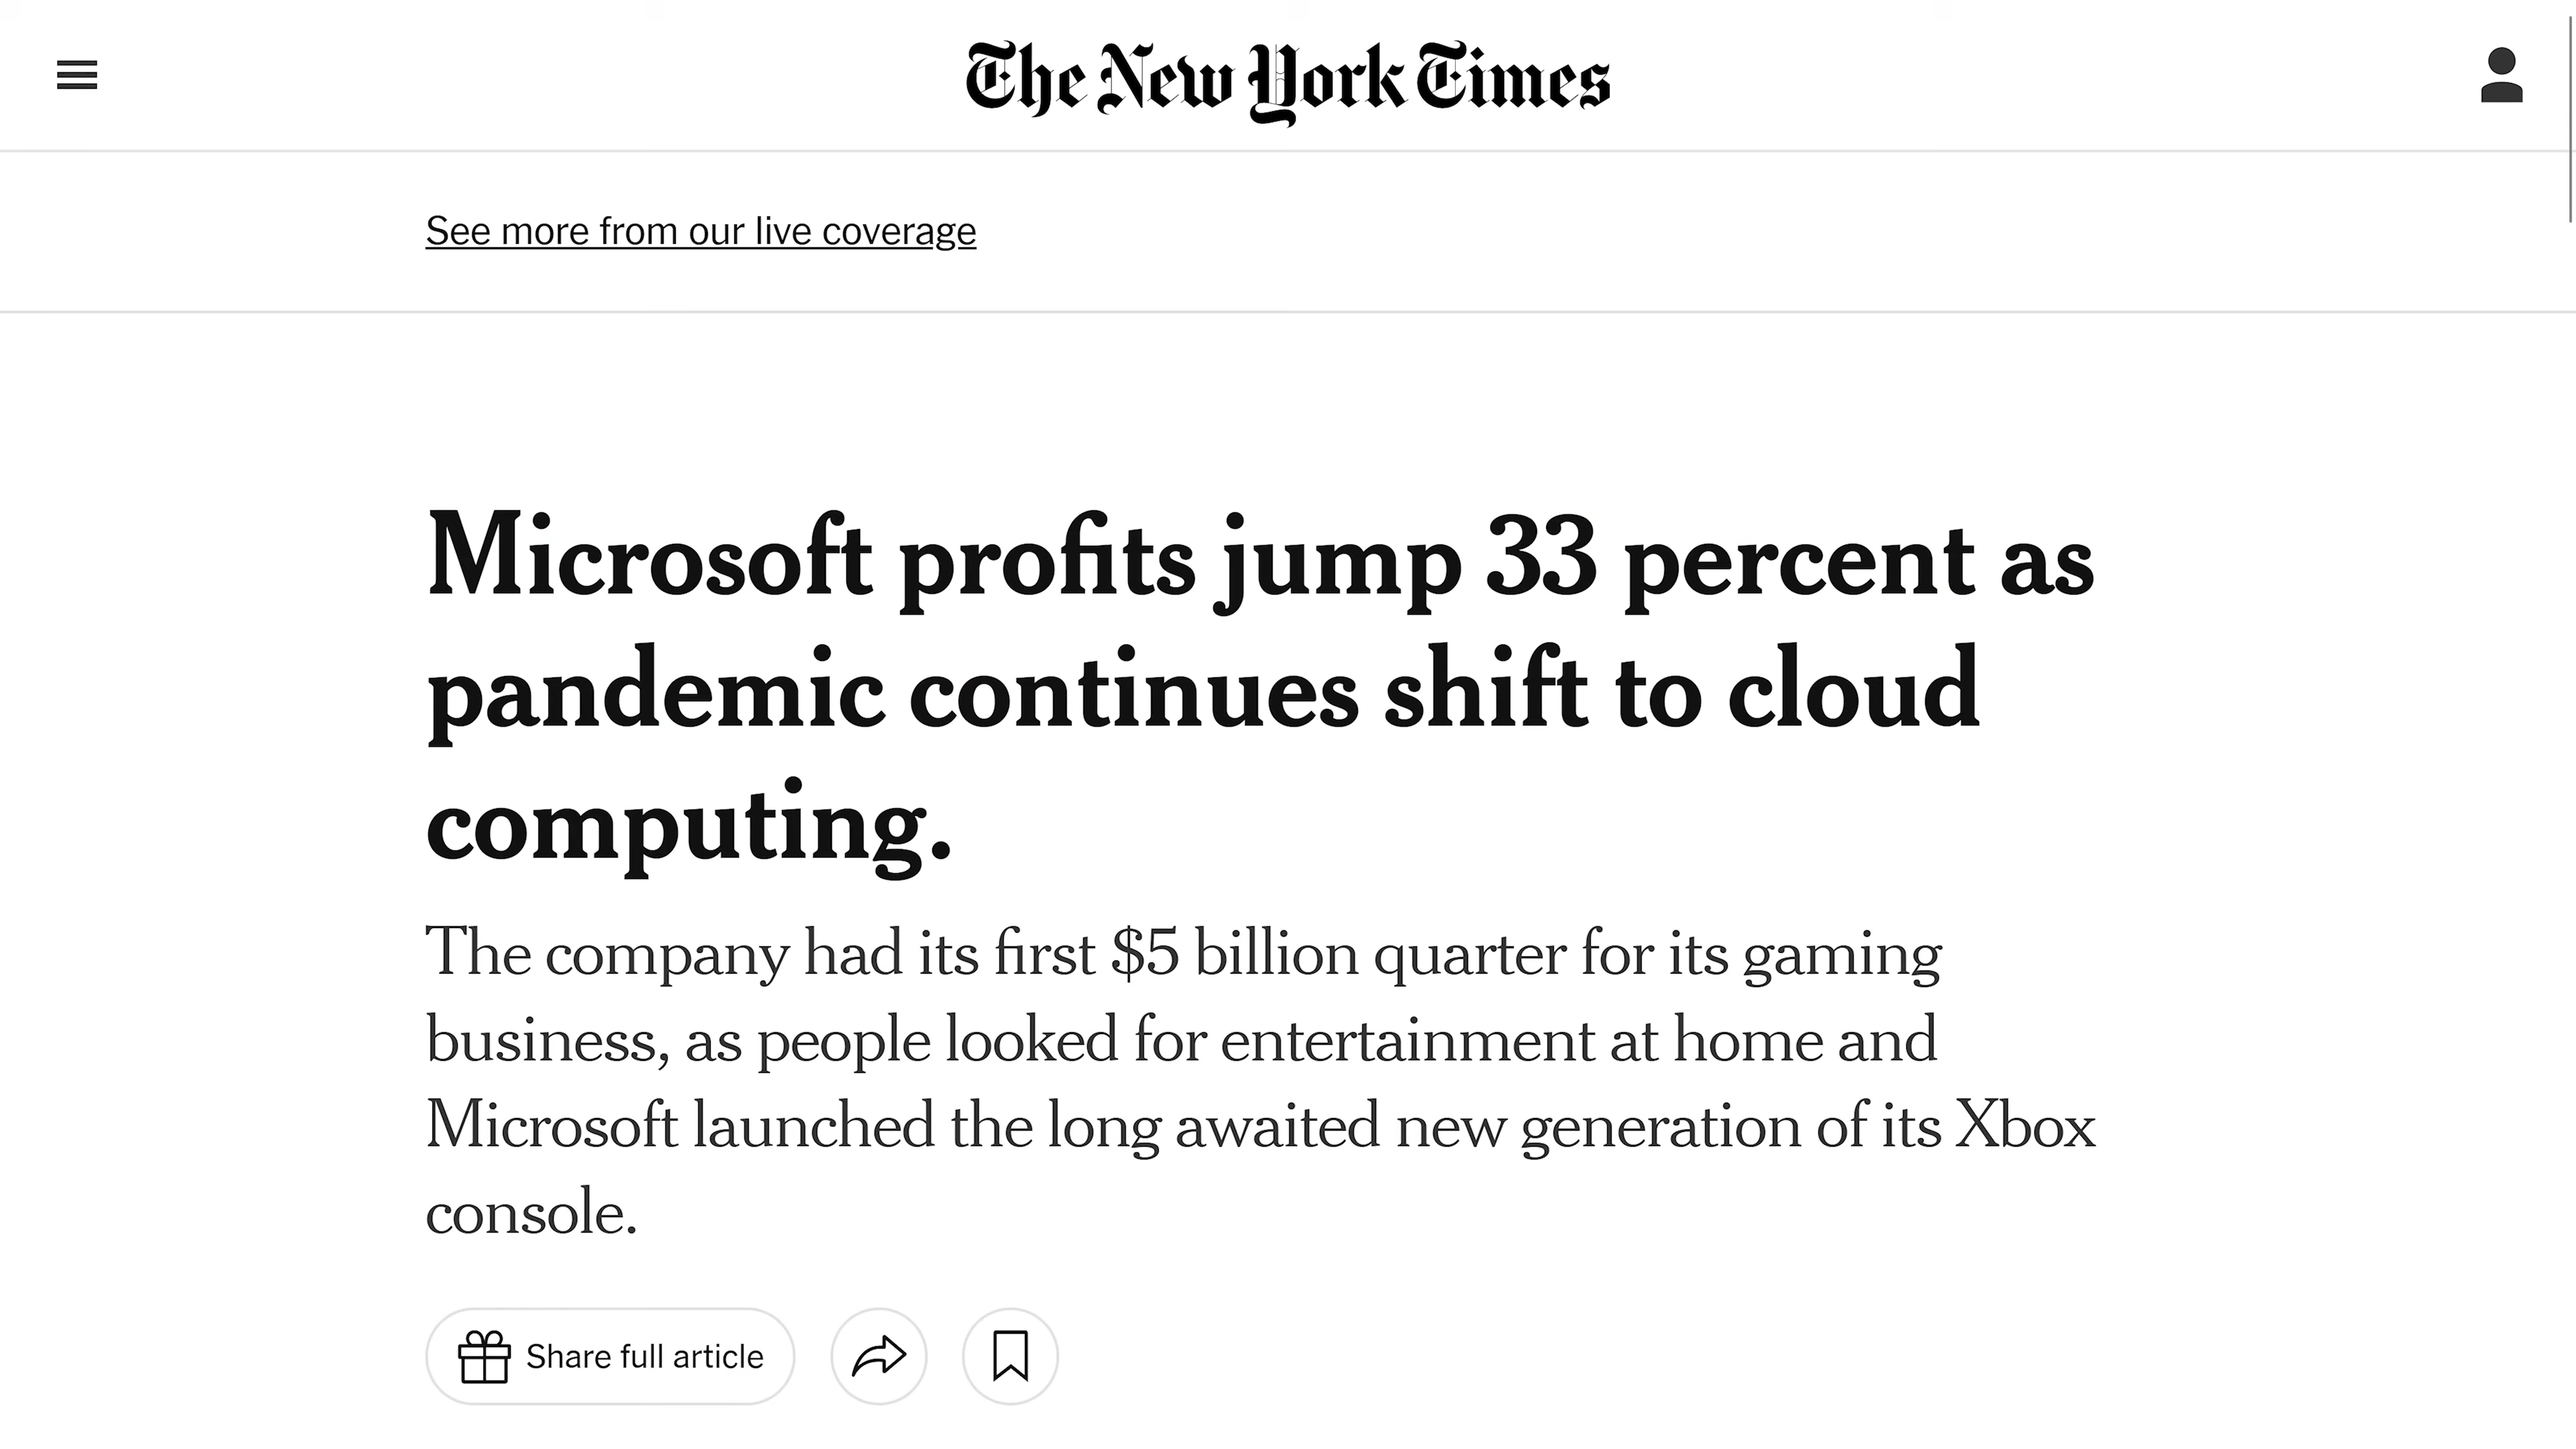 The New York Times
See more from our live coverage
Microsoft profits jump 33 percent as
pandemic continues shift to cloud
computing.
The company had its first $5 billion quarter for its gaming
business, as people looked for entertainment at home and
Microsoft launched the long awaited new generation of its Xbox
console.
Share full article